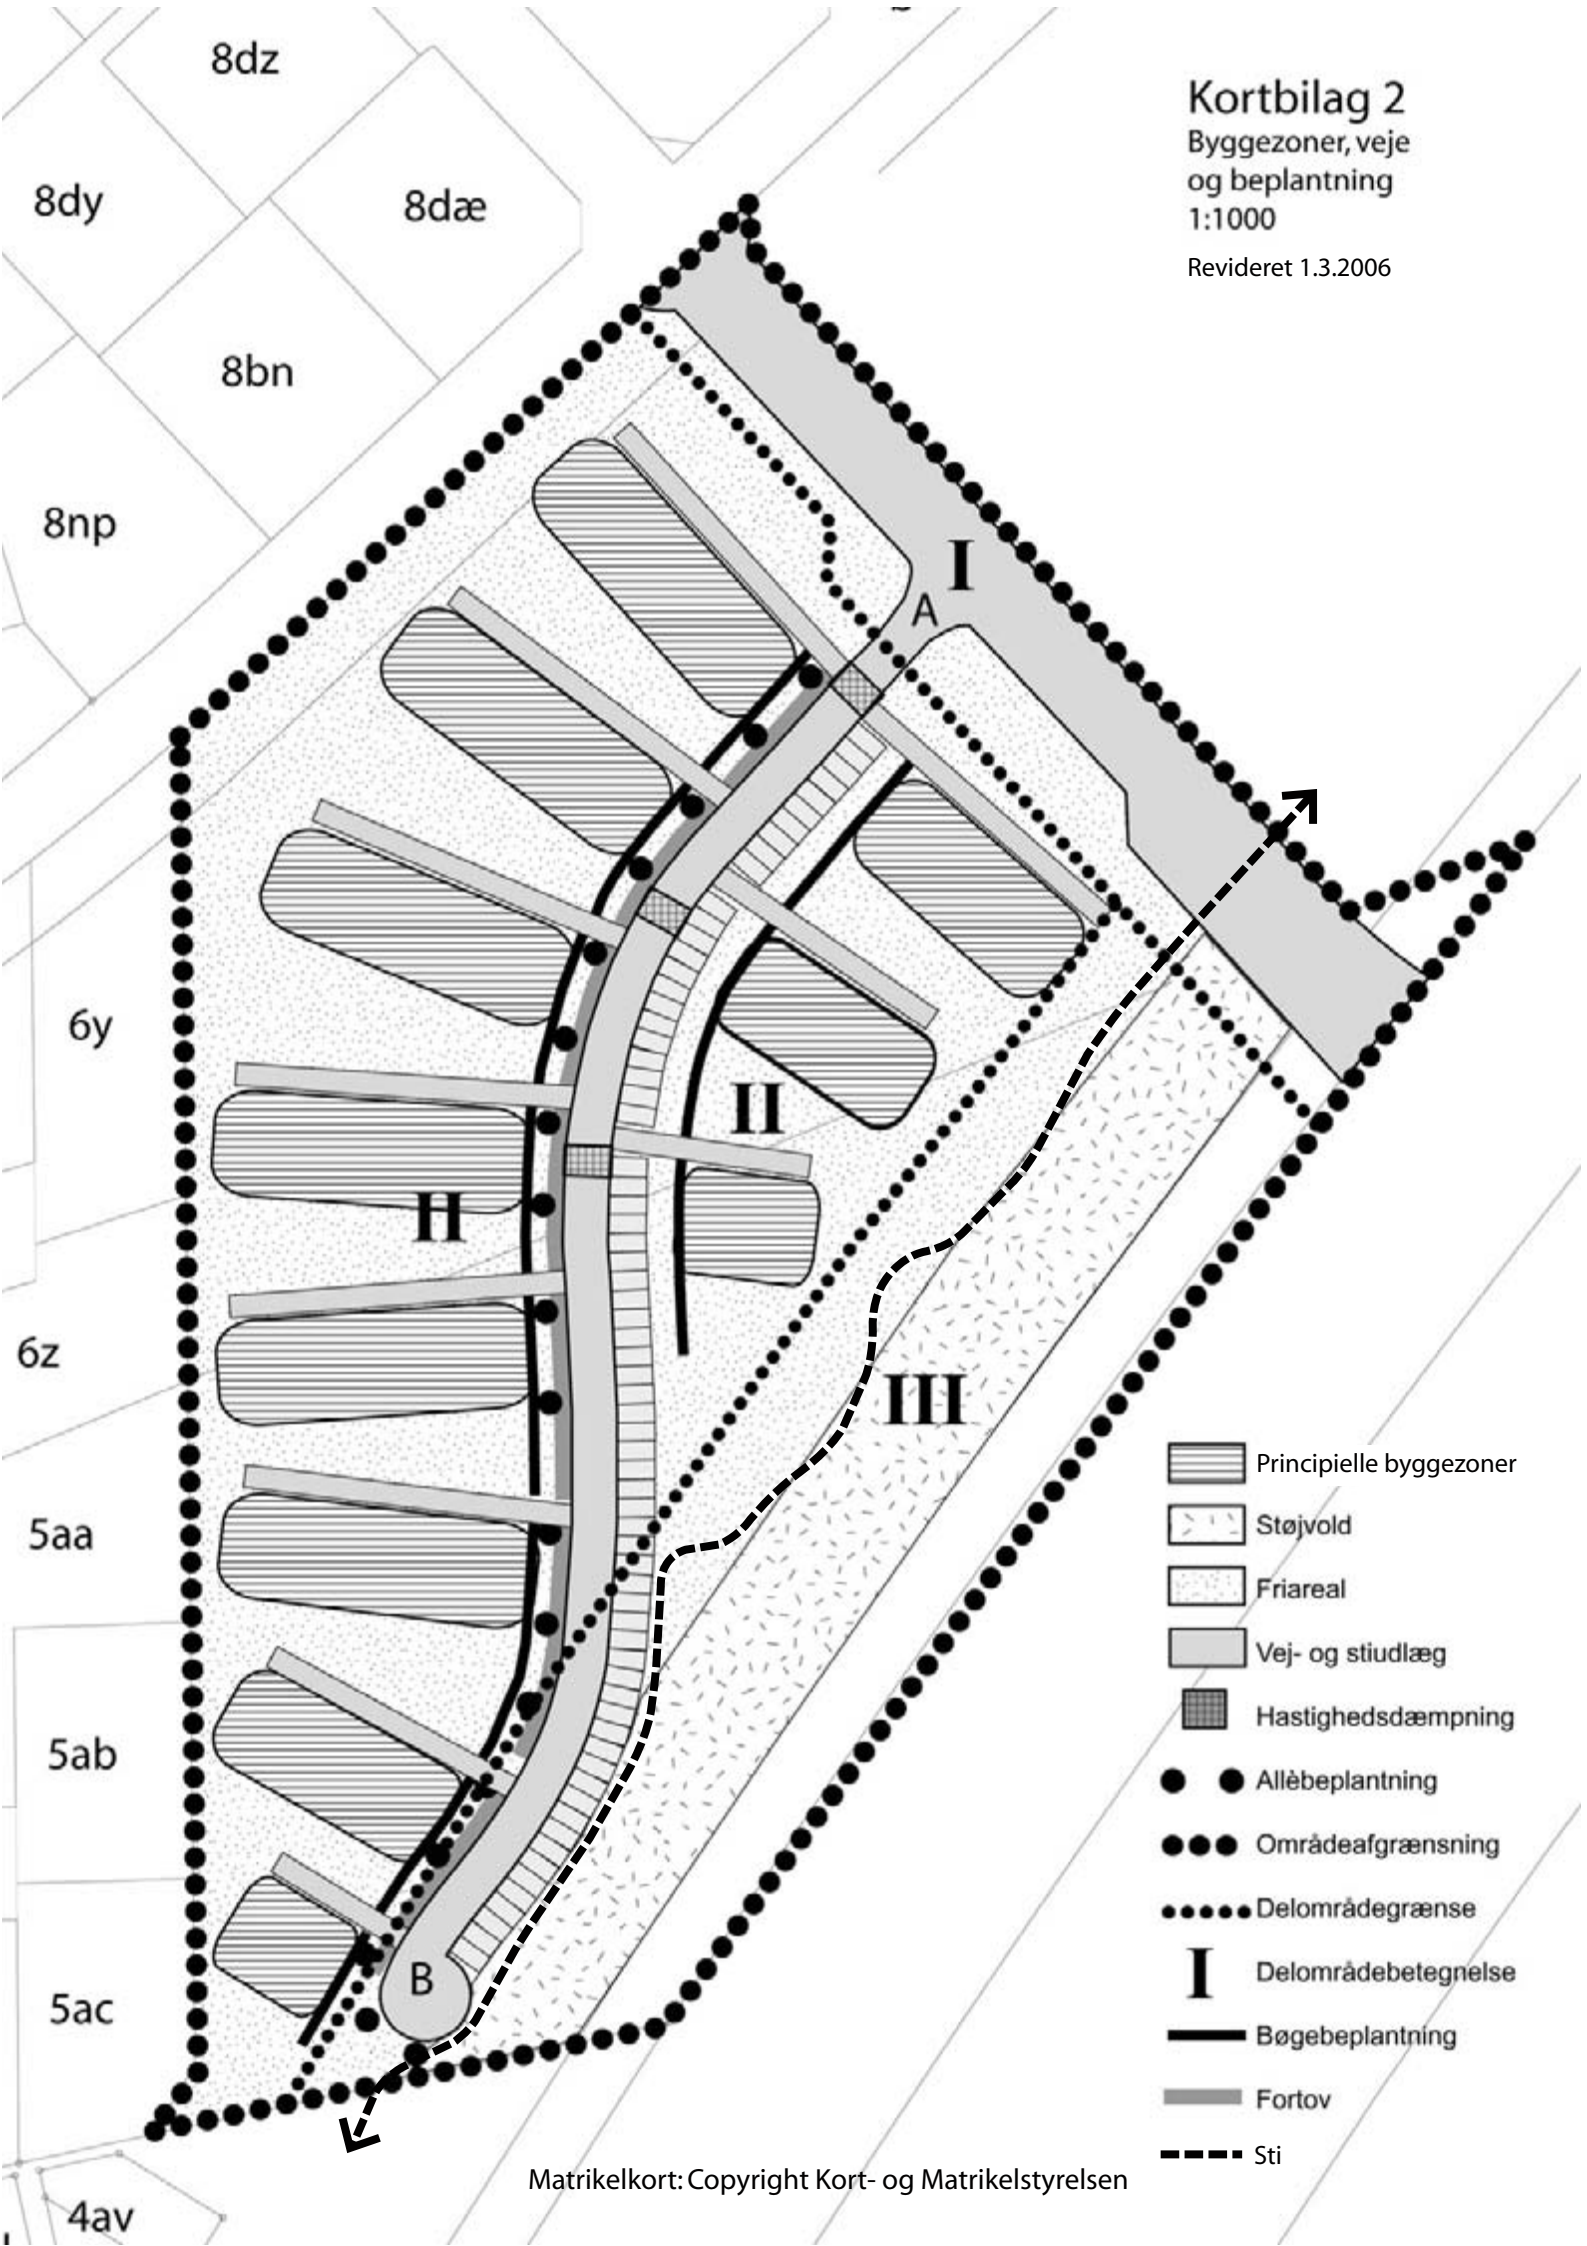 8dz
Kortbilag 2
Byggezoner, veje
og beplantning
1:1000
Revideret 1.3.2006
8dy
8dæ
8bn
8np
I
A
6y
II
II
6z
III
Principielle byggezoner
Støjvold
5aa
Friareal
Vej- og stiudlæg
Hastighedsdæmpning
5ab
Allèbeplantning
Områdeafgrænsning
Delområdegrænse
I Delområdebetegnelse
B
5ac
Bøgebeplantning
Fortov
Sti
Matrikelkort: Copyright Kort- og Matrikelstyrelsen
4av